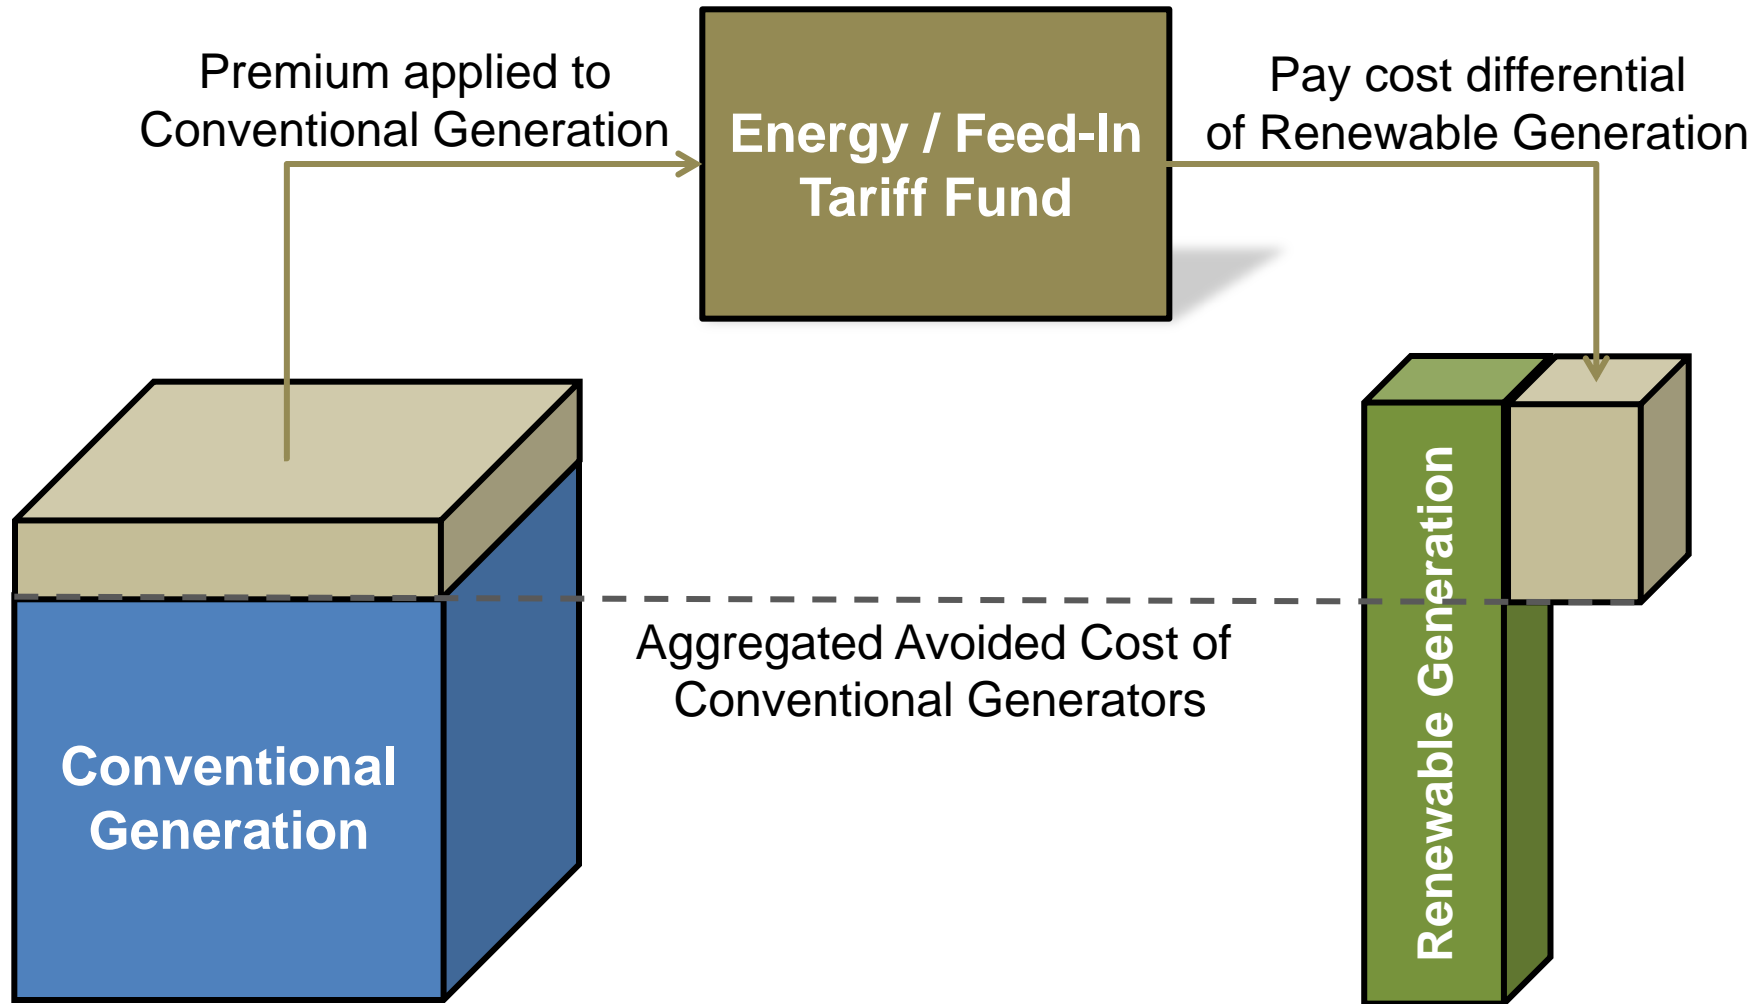 Premium applied to
Conventional Generation
Energy / Feed-In
Tariff Fund
Pay cost differential
of Renewable Generation
Aggregated Avoided Cost of
Conventional Generators
Conventional
Generation
Renewable Generation